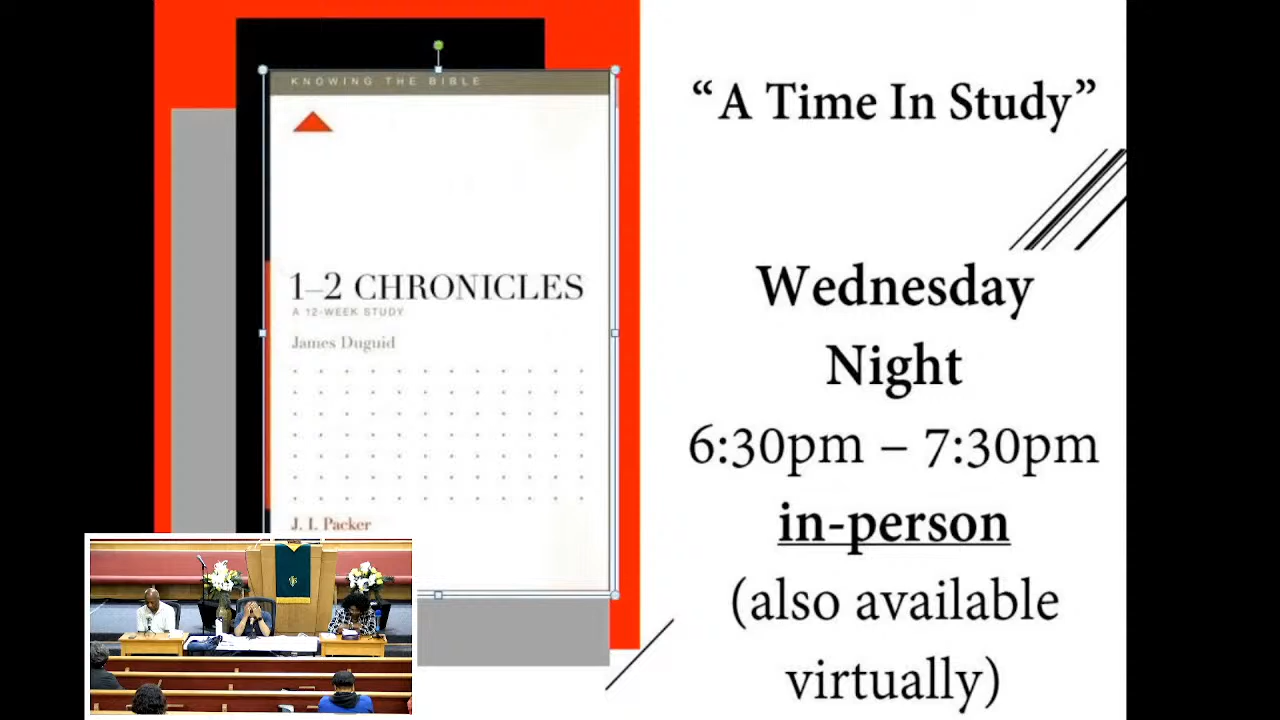 KNOWING THE BIBLE
1–2 CHRONICLES
A 12-WEEK STUDY
James Duguid
J. I. Packer
“A Time In Study”
Wednesday
Night
6:30pm – 7:30pm
in-person
(also available
virtually)